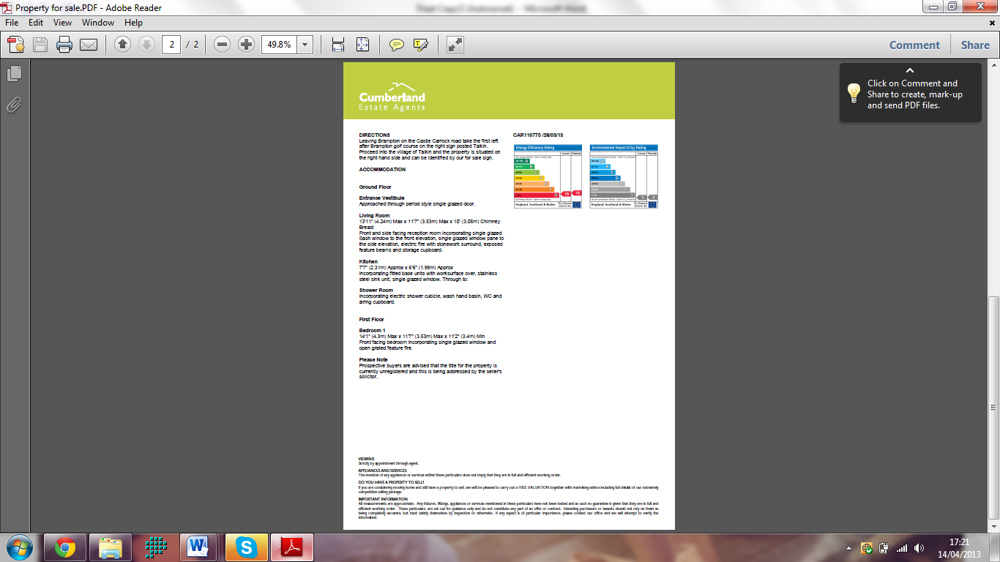 Property for sale.PDF - Adobe Reader
File Edit View Window Help
2 / 2
49.8%
Comment Share
Click on Comment and
Share to create, mark-up
and send PDF files.
Cumberland
Estate Agents
DIRECTIONS
Leaving Brampton on the Castle Carrock road take the first left
after Brampton golf course on the right sign posted Talkin.
Proceed into the village of Talkin and the property is situated on
the right hand side and can be identified by our for sale sign.
ACCOMMODATION
Ground Floor
Entrance Vestibule
Approached through period style single glazed door.
Living Room
13'11" (4.24m) Max x 11'7" (3.53m) Max x 10' (3.05m) Chimney
Breast
Front and side facing reception room incorporating single glazed
Sash window to the front elevation, single glazed window pane to
the side elevation, electric fire with stonework surround, exposed
feature beams and storage cupboard.
Kitchen
7'7" (2.31m) Approx x 6'6" (1.98m) Approx
Incorporating fitted base units with worksurface over, stainless
steel sink unit, single glazed window. Through to:
Shower Room
Incorporating electric shower cubicle, wash hand basin, WC and
airing cupboard.
First Floor
Bedroom 1
14'1" (4.3m) Max x 11'7" (3.53m) Max x 11'2" (3.4m) Min
Front facing bedroom incorporating single glazed window and
open grated feature fire.
Please Note
Prospective buyers are advised that the title for the property is
currently unregistered and this is being addressed by the seller's
solicitor.
CAR110770 /26/03/13
Energy Efficiency Rating
Current Potential
15 19
England, Scotland & Wales
Environmental Impact (CO₂) Rating
Current Potential
1 2
England, Scotland & Wales
VIEWING
Strictly by appointment through agent.
APPLIANCES AND SERVICES
The mention of any appliances or services within these particulars does not imply that they are in full and efficient working order.
DO YOU HAVE A PROPERTY TO SELL?
If you are considering moving home and still have a property to sell, we will be pleased to carry out a FREE VALUATION together with marketing advice including full details of our extremely
competitive selling package.
IMPORTANT INFORMATION
All measurements are approximate. Any fixtures, fittings, appliances or services mentioned in these particulars have not been tested and as such no guarantee is given that they are in full and
efficient working order. These particulars, are set out for guidance only and do not constitute any part of an offer or contract. Intending purchasers or tenants should not rely on them as
being completely accurate, but must satisfy themselves by inspection or otherwise. If any aspect is of particular importance, please contact our office and we will attempt to verify the
information.
17:21
14/04/2013